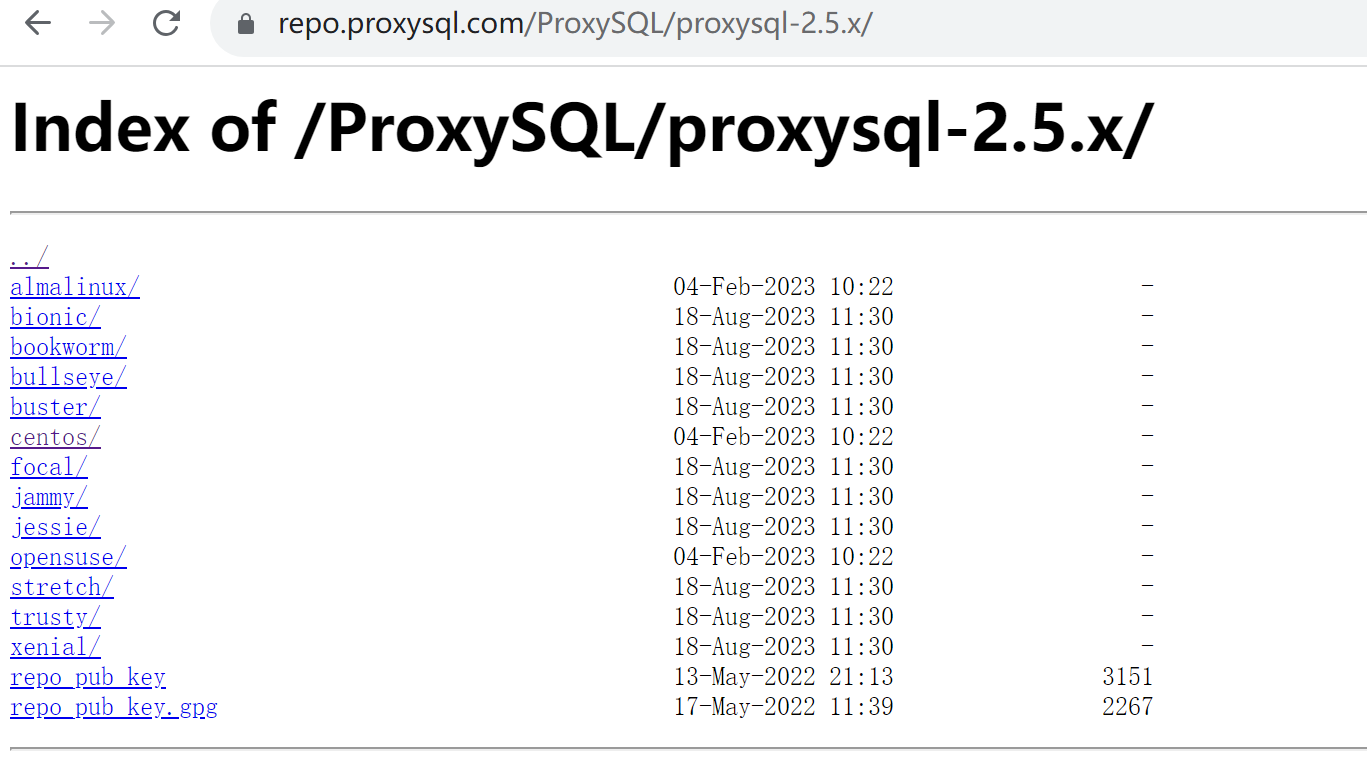 repo.proxysql.com/ProxySQL/proxysql-2.5.x/
Index of /ProxySQL/proxysql-2.5.x/
../
almalinux/ 04-Feb-2023 10:22 -
bionic/ 18-Aug-2023 11:30 -
bookworm/ 18-Aug-2023 11:30 -
bullseye/ 18-Aug-2023 11:30 -
buster/ 18-Aug-2023 11:30 -
centos/ 04-Feb-2023 10:22 -
focal/ 18-Aug-2023 11:30 -
jammy/ 18-Aug-2023 11:30 -
jessie/ 18-Aug-2023 11:30 -
opensuse/ 04-Feb-2023 10:22 -
stretch/ 18-Aug-2023 11:30 -
trusty/ 18-Aug-2023 11:30 -
xenial/ 18-Aug-2023 11:30 -
repo_pub_key 13-May-2022 21:13 3151
repo_pub_key.gpg 17-May-2022 11:39 2267